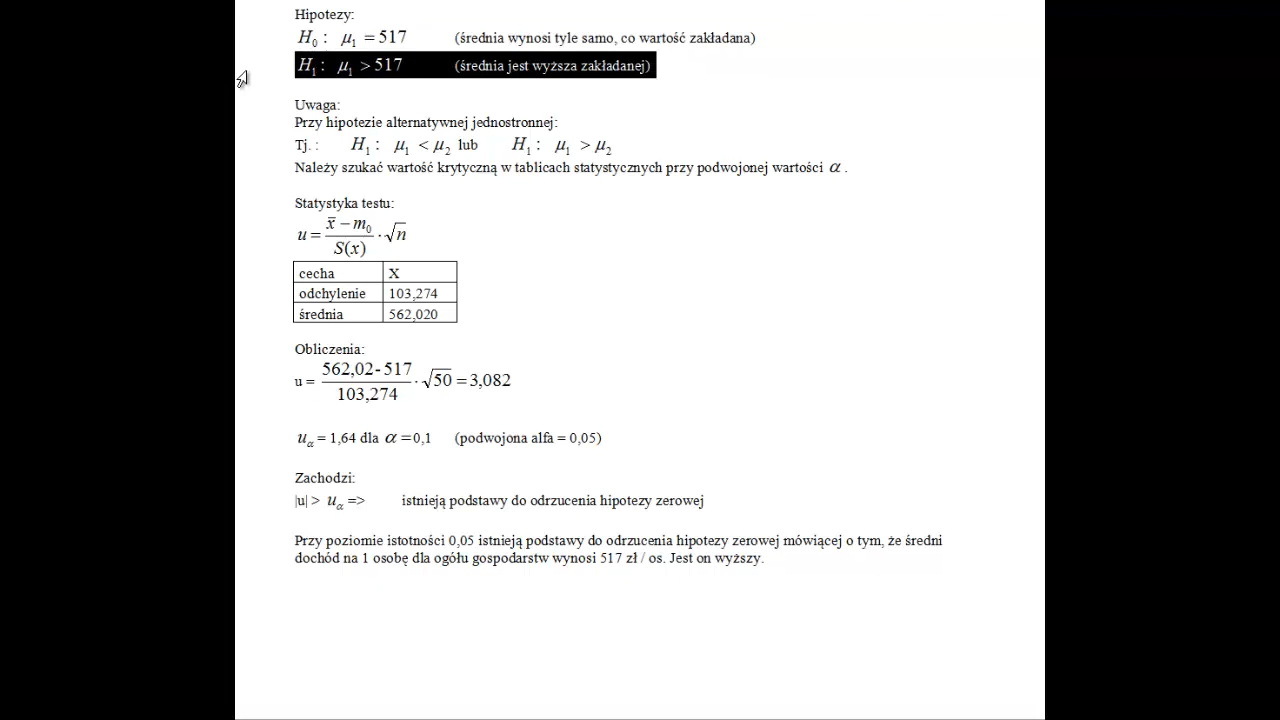 Hipotezy:
H₀ : μ₁ = 517 (średnia wynosi tyle samo, co wartość zakładana)
H₁ : μ₁ > 517 (średnia jest wyższa zakładanej)
Uwaga:
Przy hipotezie alternatywnej jednostronnej:
Tj. : H₁ : μ₁ < μ₂ lub H₁ : μ₁ > μ₂
Należy szukać wartość krytyczną w tablicach statystycznych przy podwojonej wartości α .
Statystyka testu:
u = (x̄ − m₀)/S(x) · √n
cecha X
odchylenie 103,274
średnia 562,020
Obliczenia:
u = (562,02 - 517)/103,274 · √50 = 3,082
uα = 1,64 dla α = 0,1 (podwojona alfa = 0,05)
Zachodzi:
|u| > uα => istnieją podstawy do odrzucenia hipotezy zerowej
Przy poziomie istotności 0,05 istnieją podstawy do odrzucenia hipotezy zerowej mówiącej o tym, że średni
dochód na 1 osobę dla ogółu gospodarstw wynosi 517 zł / os. Jest on wyższy.